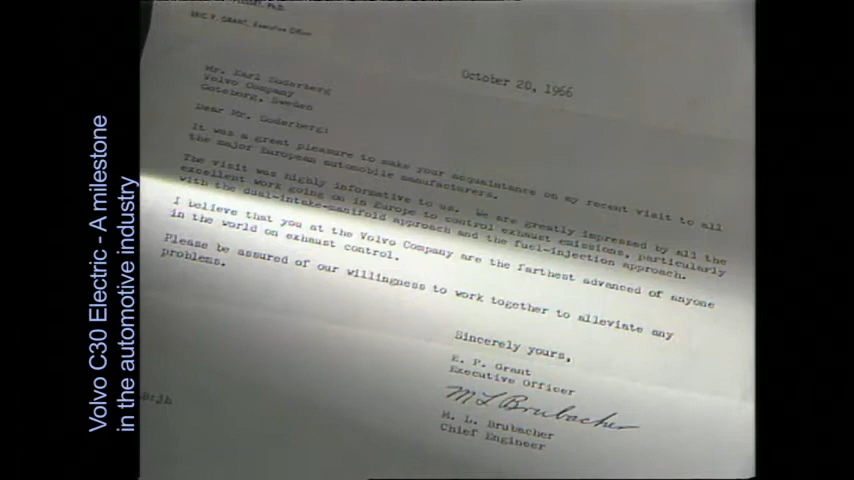 ERIC P. GRANT, Executive Officer
October 20, 1966
Mr. Karl Soderberg
Volvo Company
Goteborg, Sweden
Dear Mr. Soderberg:
It was a great pleasure to make your acquaintance on my recent visit to all
the major European automobile manufacturers.
The visit was highly informative to us. We are greatly impressed by all the
excellent work going on in Europe to control exhaust emissions, particularly
with the dual-intake-manifold approach and the fuel-injection approach.
I believe that you at the Volvo Company are the farthest advanced of anyone
in the world on exhaust control.
Please be assured of our willingness to work together to alleviate any
problems.
Sincerely yours,
E. P. Grant
Executive Officer
M L Brubacher
M. L. Brubacher
Chief Engineer
B:jh
Volvo C30 Electric - A milestone
in the automotive industry